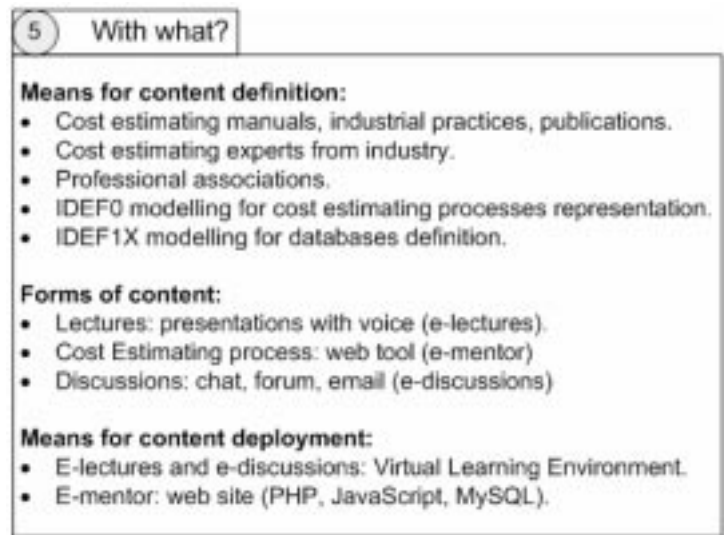 5 With what?
Means for content definition:
• Cost estimating manuals, industrial practices, publications.
• Cost estimating experts from industry.
• Professional associations.
• IDEF0 modelling for cost estimating processes representation.
• IDEF1X modelling for databases definition.
Forms of content:
• Lectures: presentations with voice (e-lectures).
• Cost Estimating process: web tool (e-mentor)
• Discussions: chat, forum, email (e-discussions)
Means for content deployment:
• E-lectures and e-discussions: Virtual Learning Environment.
• E-mentor: web site (PHP, JavaScript, MySQL).